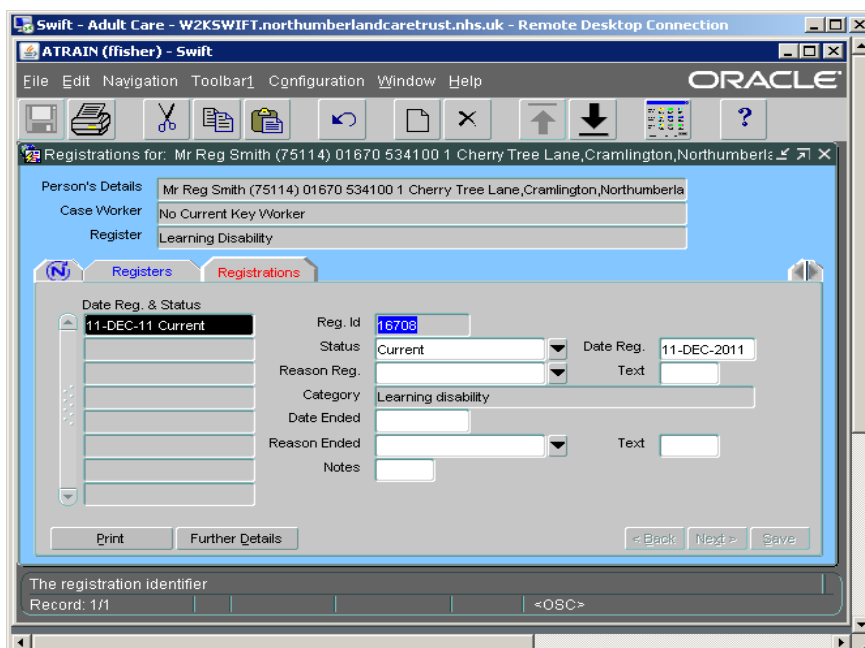 Swift - Adult Care - W2KSWIFT.northumberlandcaretrust.nhs.uk - Remote Desktop Connection
ATRAIN (ffisher) - Swift
File Edit Navigation Toolbar1 Configuration Window Help ORACLE
?
Registrations for: Mr Reg Smith (75114) 01670 534100 1 Cherry Tree Lane,Cramlington,Northumberla
Person's Details Mr Reg Smith (75114) 01670 534100 1 Cherry Tree Lane,Cramlington,Northumberla
Case Worker No Current Key Worker
Register Learning Disability
N Registers Registrations
Date Reg. & Status
11-DEC-11 Current Reg. Id 16708
Status Current Date Reg. 11-DEC-2011
Reason Reg. Text
Category Learning disability
Date Ended
Reason Ended Text
Notes
Print Further Details < Back Next > Save
The registration identifier
Record: 1/1 <OSC>